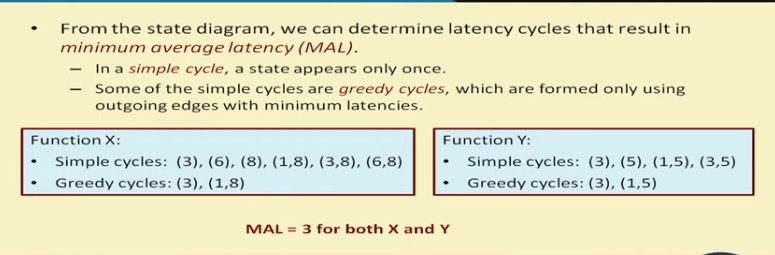 • From the state diagram, we can determine latency cycles that result in
minimum average latency (MAL).
– In a simple cycle, a state appears only once.
– Some of the simple cycles are greedy cycles, which are formed only using
outgoing edges with minimum latencies.
Function X:
• Simple cycles: (3), (6), (8), (1,8), (3,8), (6,8)
• Greedy cycles: (3), (1,8)
Function Y:
• Simple cycles: (3), (5), (1,5), (3,5)
• Greedy cycles: (3), (1,5)
MAL = 3 for both X and Y